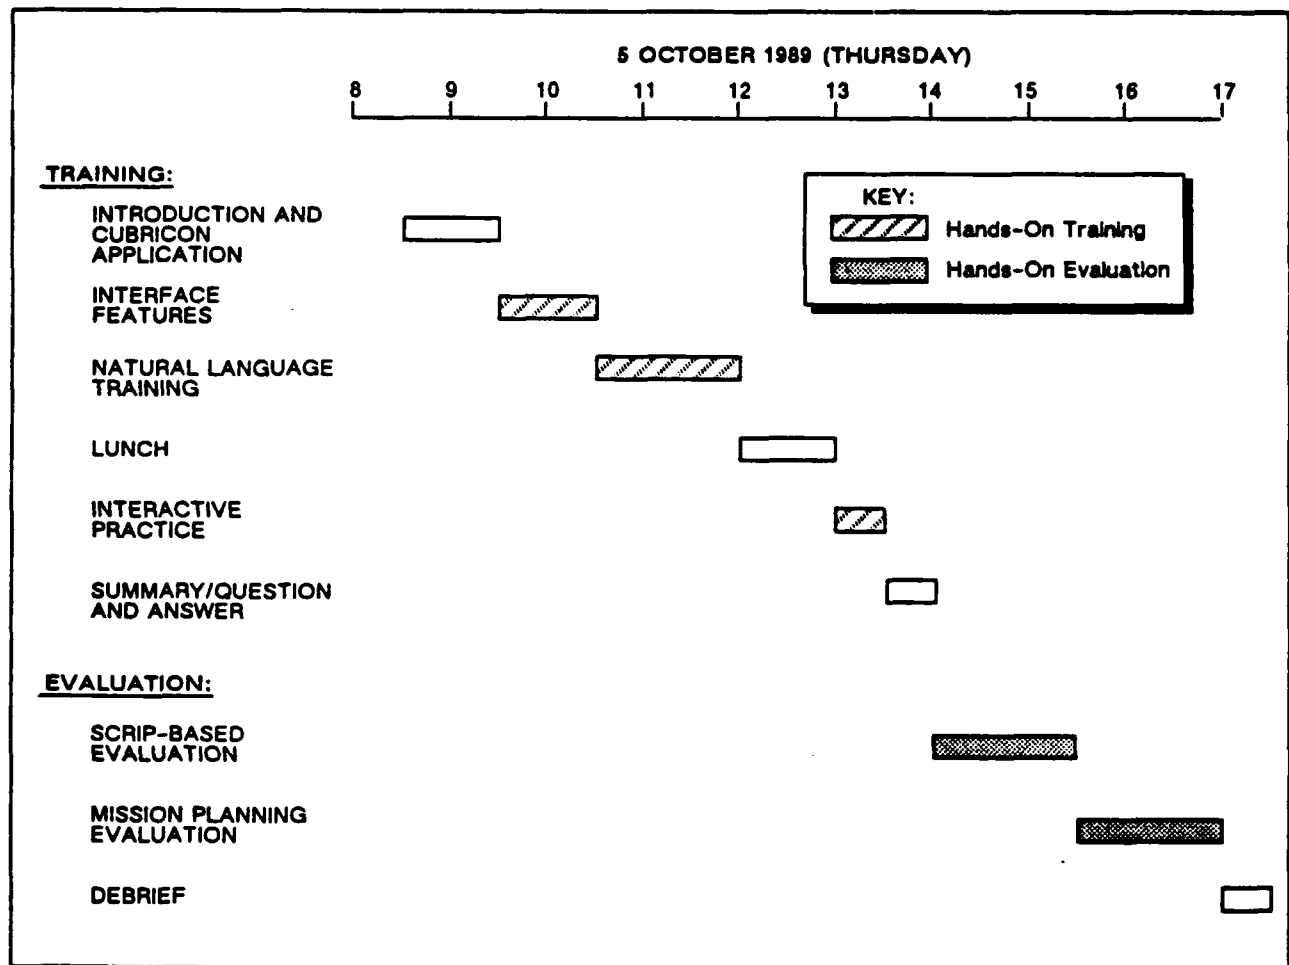 5 OCTOBER 1989 (THURSDAY)
8 9 10 11 12 13 14 15 16 17
TRAINING:
KEY:
Hands-On Training
Hands-On Evaluation
INTRODUCTION AND
CUBRICON
APPLICATION
INTERFACE
FEATURES
NATURAL LANGUAGE
TRAINING
LUNCH
INTERACTIVE
PRACTICE
SUMMARY/QUESTION
AND ANSWER
EVALUATION:
SCRIP-BASED
EVALUATION
MISSION PLANNING
EVALUATION
DEBRIEF